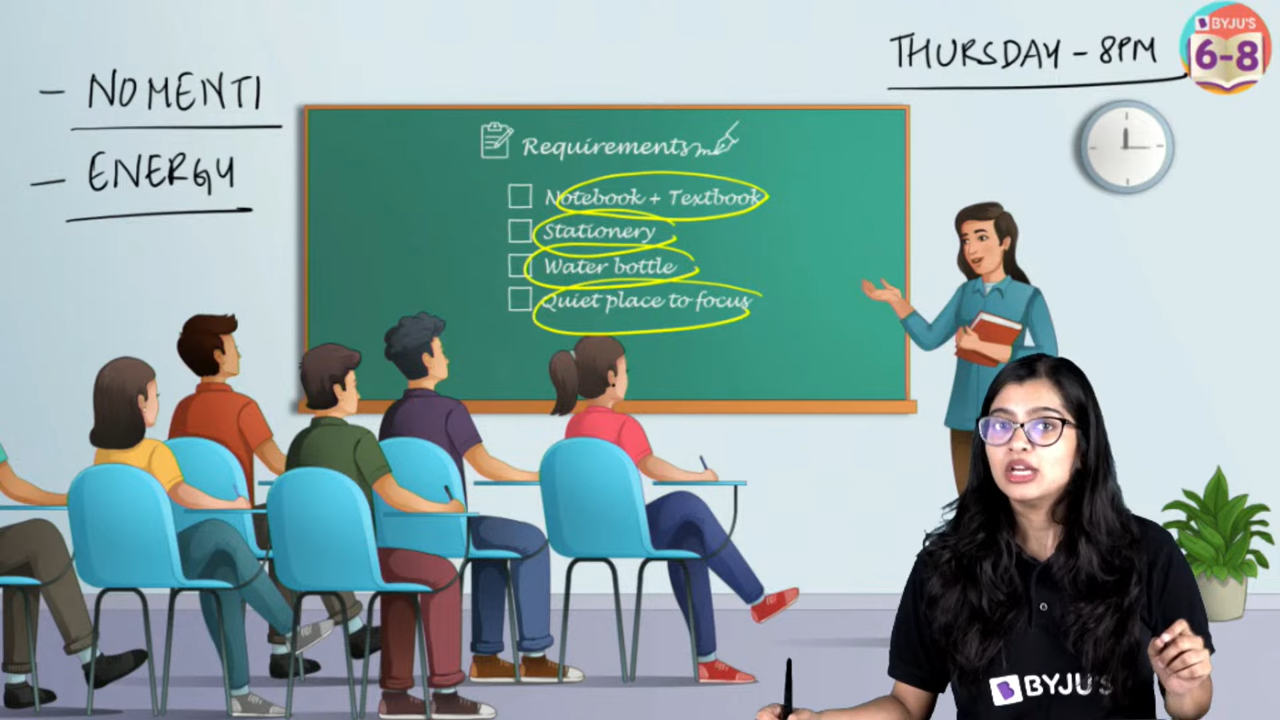 THURSDAY - 8PM
BYJU'S
6-8
- NOMENTI
- ENERGY
Requirements
Notebook + Textbook
Stationery
Water bottle
Quiet place to focus
BYJU'S